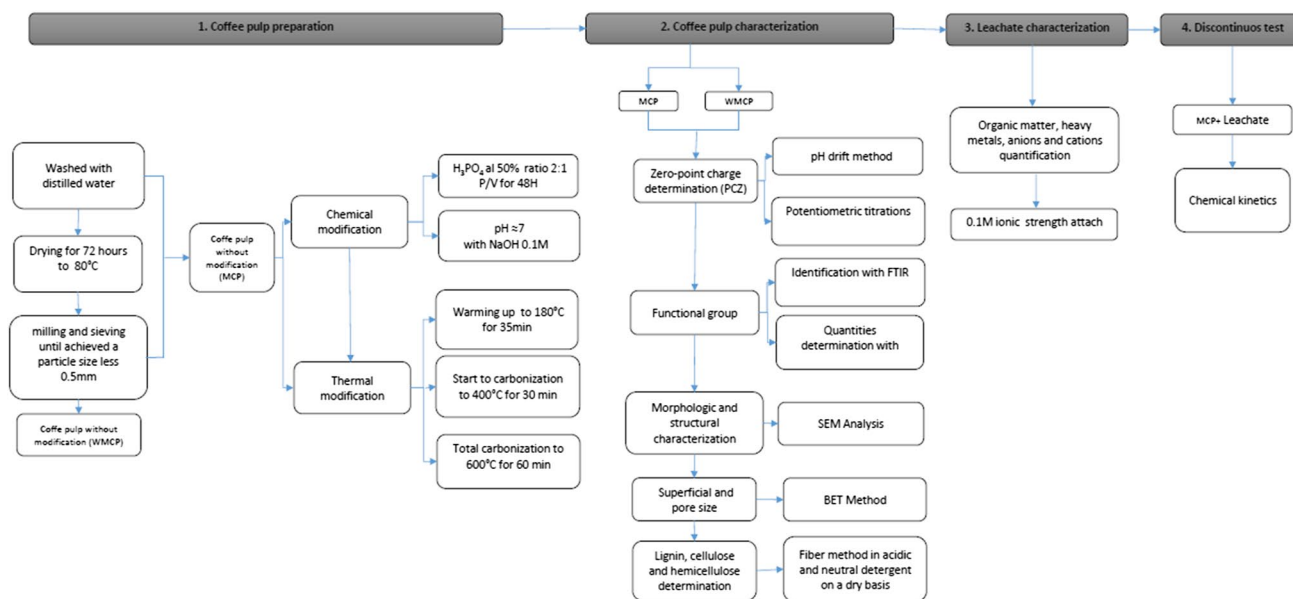 1. Coffee pulp preparation
2. Coffee pulp characterization
3. Leachate characterization
4. Discontinuos test
Washed with
distilled water
Drying for 72 hours
to 80°C
milling and sieving
until achieved a
particle size less
0.5mm
Coffe pulp without
modification (WMCP)
Coffe pulp
without
modification
(MCP)
Chemical
modification
Thermal
modification
H₃PO₄ al 50% ratio 2:1
P/V for 48H
pH ≈7
with NaOH 0.1M
Warming up to 180°C
for 35min
Start to carbonization
to 400°C for 30 min
Total carbonization to
600°C for 60 min
MCP
WMCP
Zero-point charge
determination (PCZ)
pH drift method
Potentiometric titrations
Functional group
Identification with FTIR
Quantities
determination with
Morphologic and
structural
characterization
SEM Analysis
Superficial and
pore size
BET Method
Lignin, cellulose
and hemicellulose
determination
Fiber method in acidic
and neutral detergent
on a dry basis
Organic matter, heavy
metals, anions and cations
quantification
0.1M ionic strength attach
MCP+ Leachate
Chemical kinetics